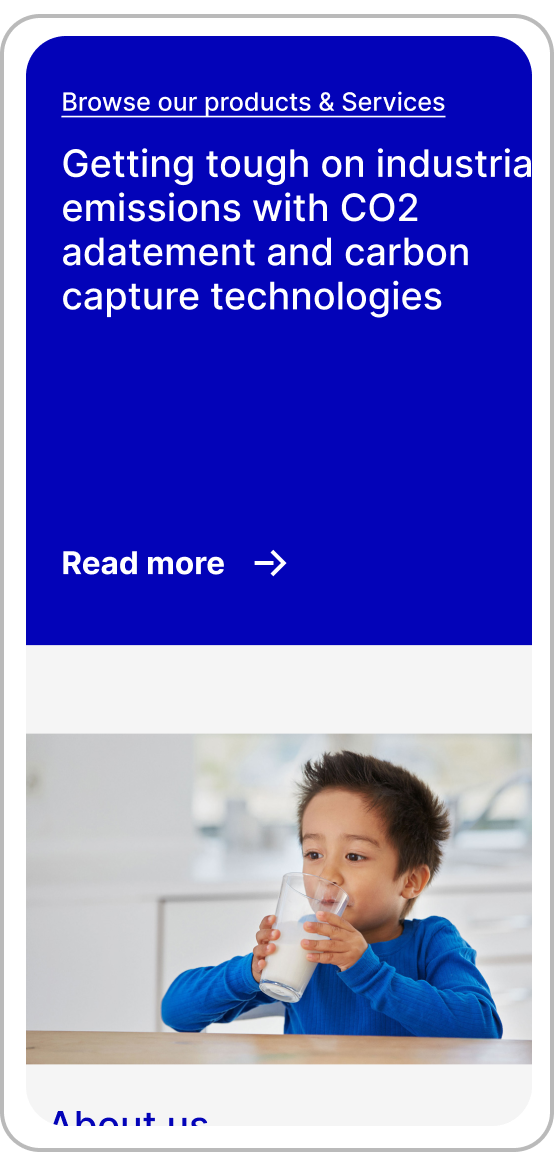 Browse our products & Services
Getting tough on industria
emissions with CO2
adatement and carbon
capture technologies
Read more
About us